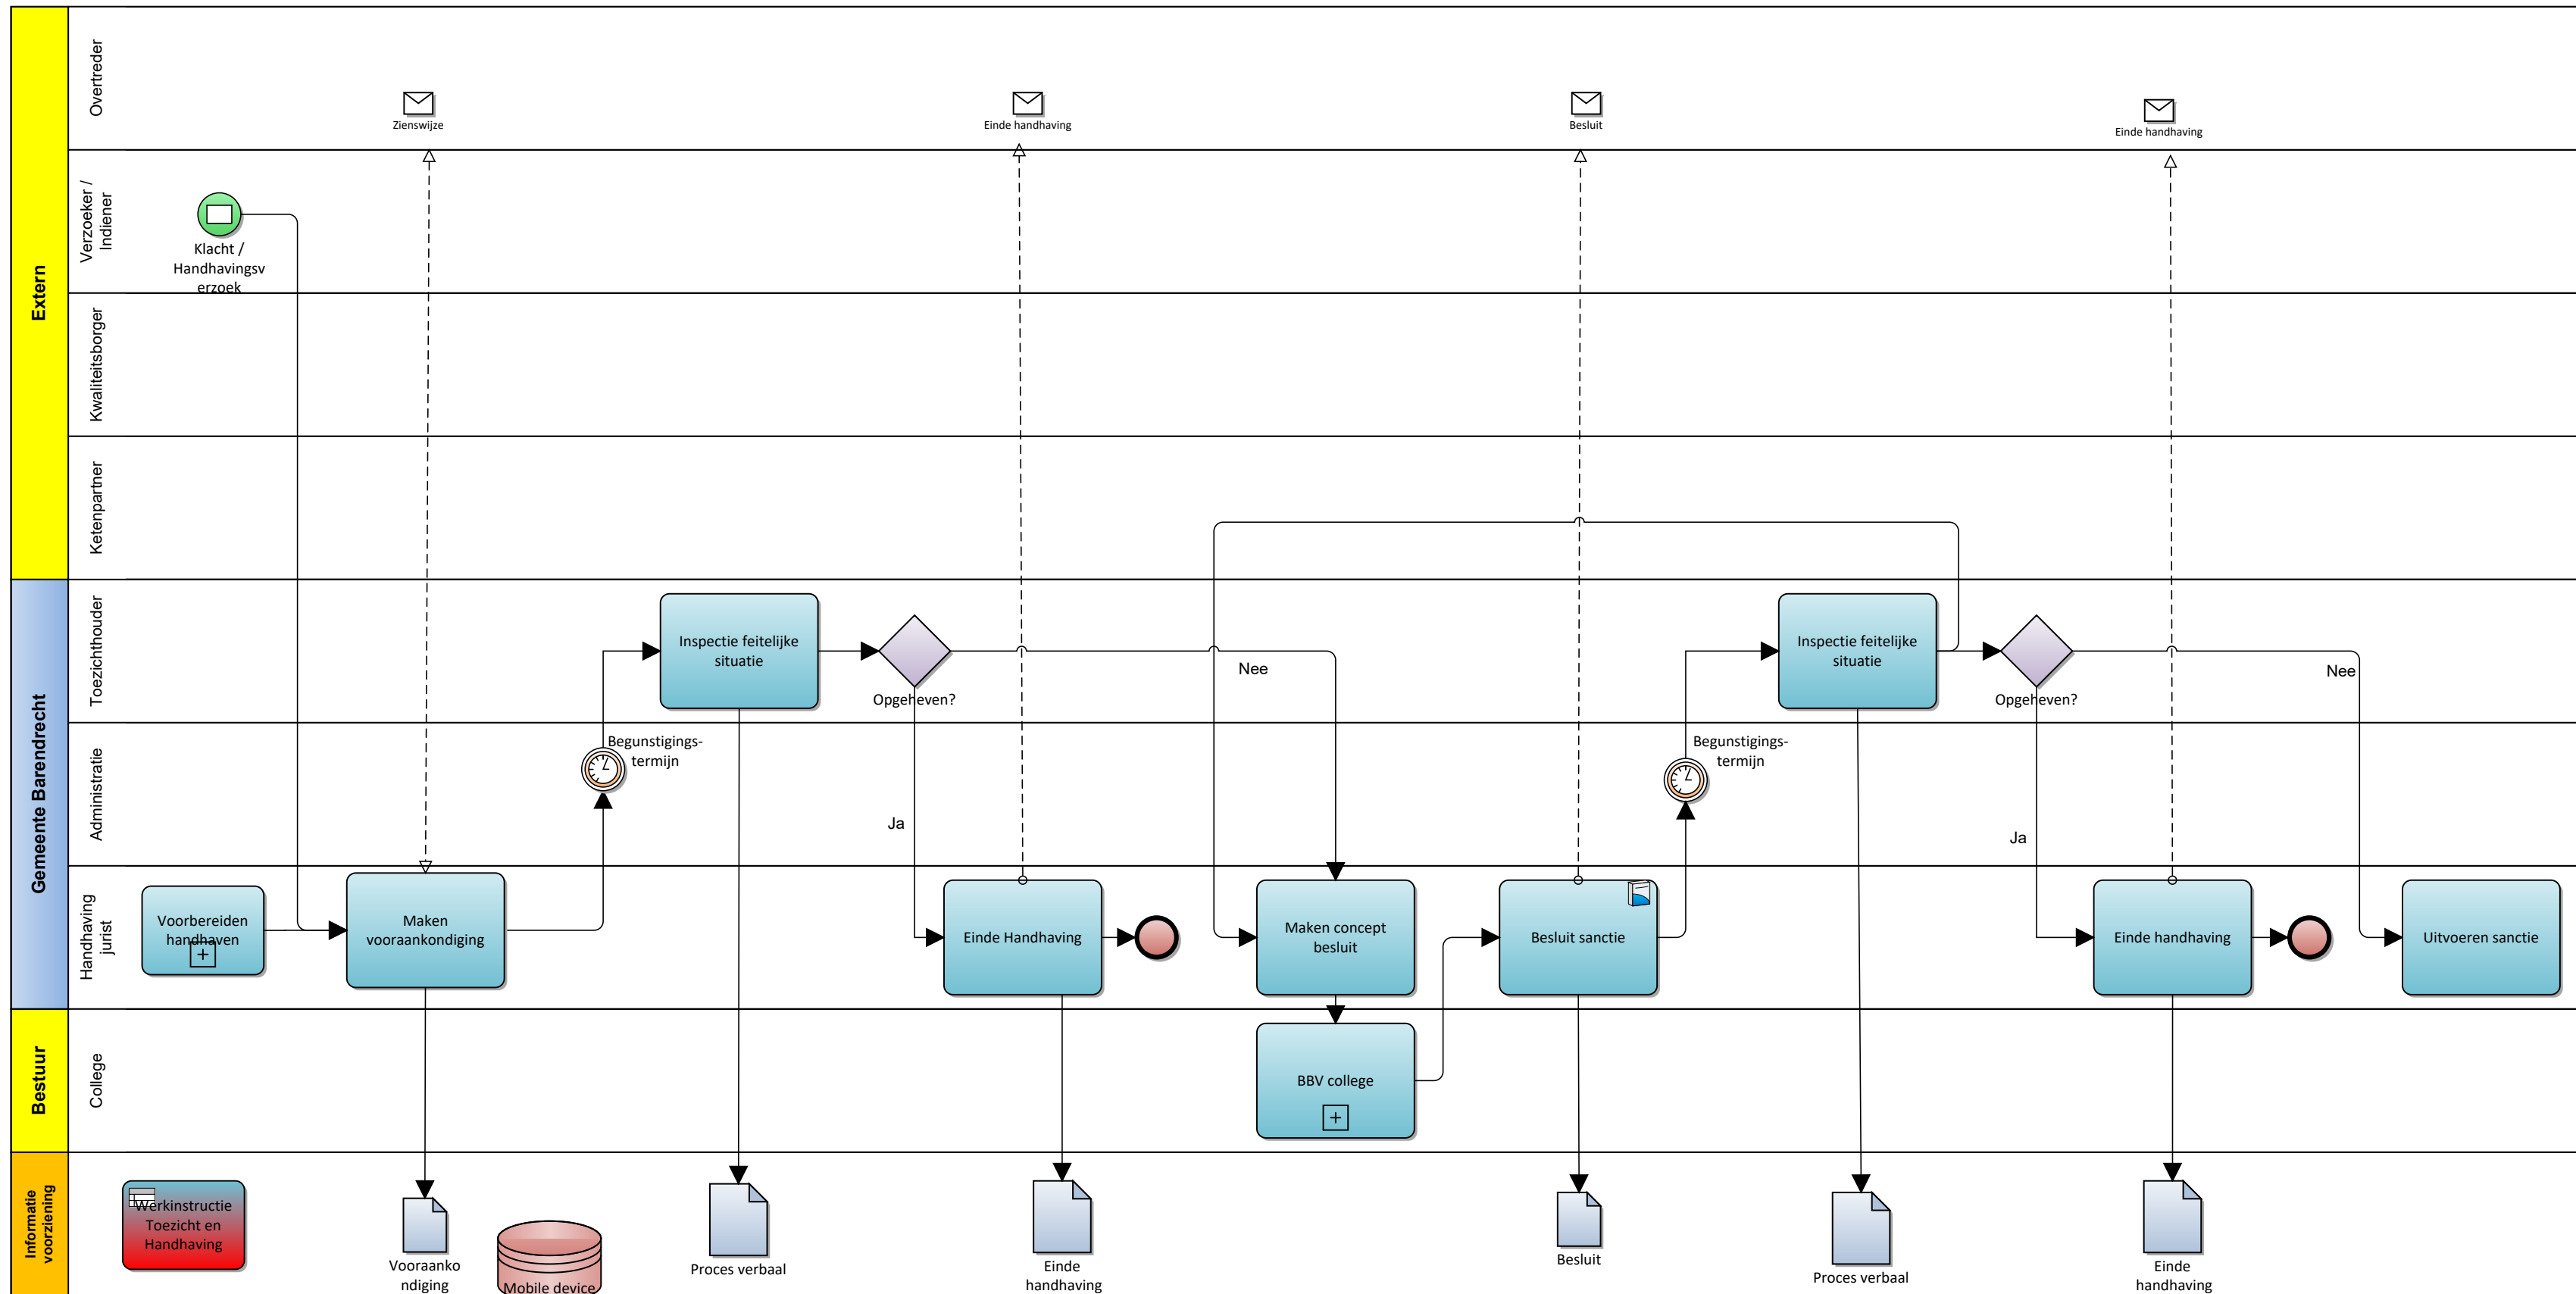 Extern
Overtreder
Zienswijze
Einde handhaving
Besluit
Einde handhaving
Verzoeker /
Indiener
Klacht /
Handhavingsv
erzoek
Kwaliteitsborger
Ketenpartner
Gemeente Barendrecht
Toezichthouder
Inspectie feitelijke
situatie
Opgeheven?
Nee
Inspectie feitelijke
situatie
Opgeheven?
Nee
Administratie
Begunstigings-
termijn
Ja
Begunstigings-
termijn
Ja
Handhaving
jurist
Voorbereiden
handhaven
Maken
vooraankondiging
Einde Handhaving
Maken concept
besluit
Besluit sanctie
Einde handhaving
Uitvoeren sanctie
Bestuur
College
BBV college
Informatie
voorziening
Werkinstructie
Toezicht en
Handhaving
Vooraanko
ndiging
Mobile device
Proces verbaal
Einde
handhaving
Besluit
Proces verbaal
Einde
handhaving